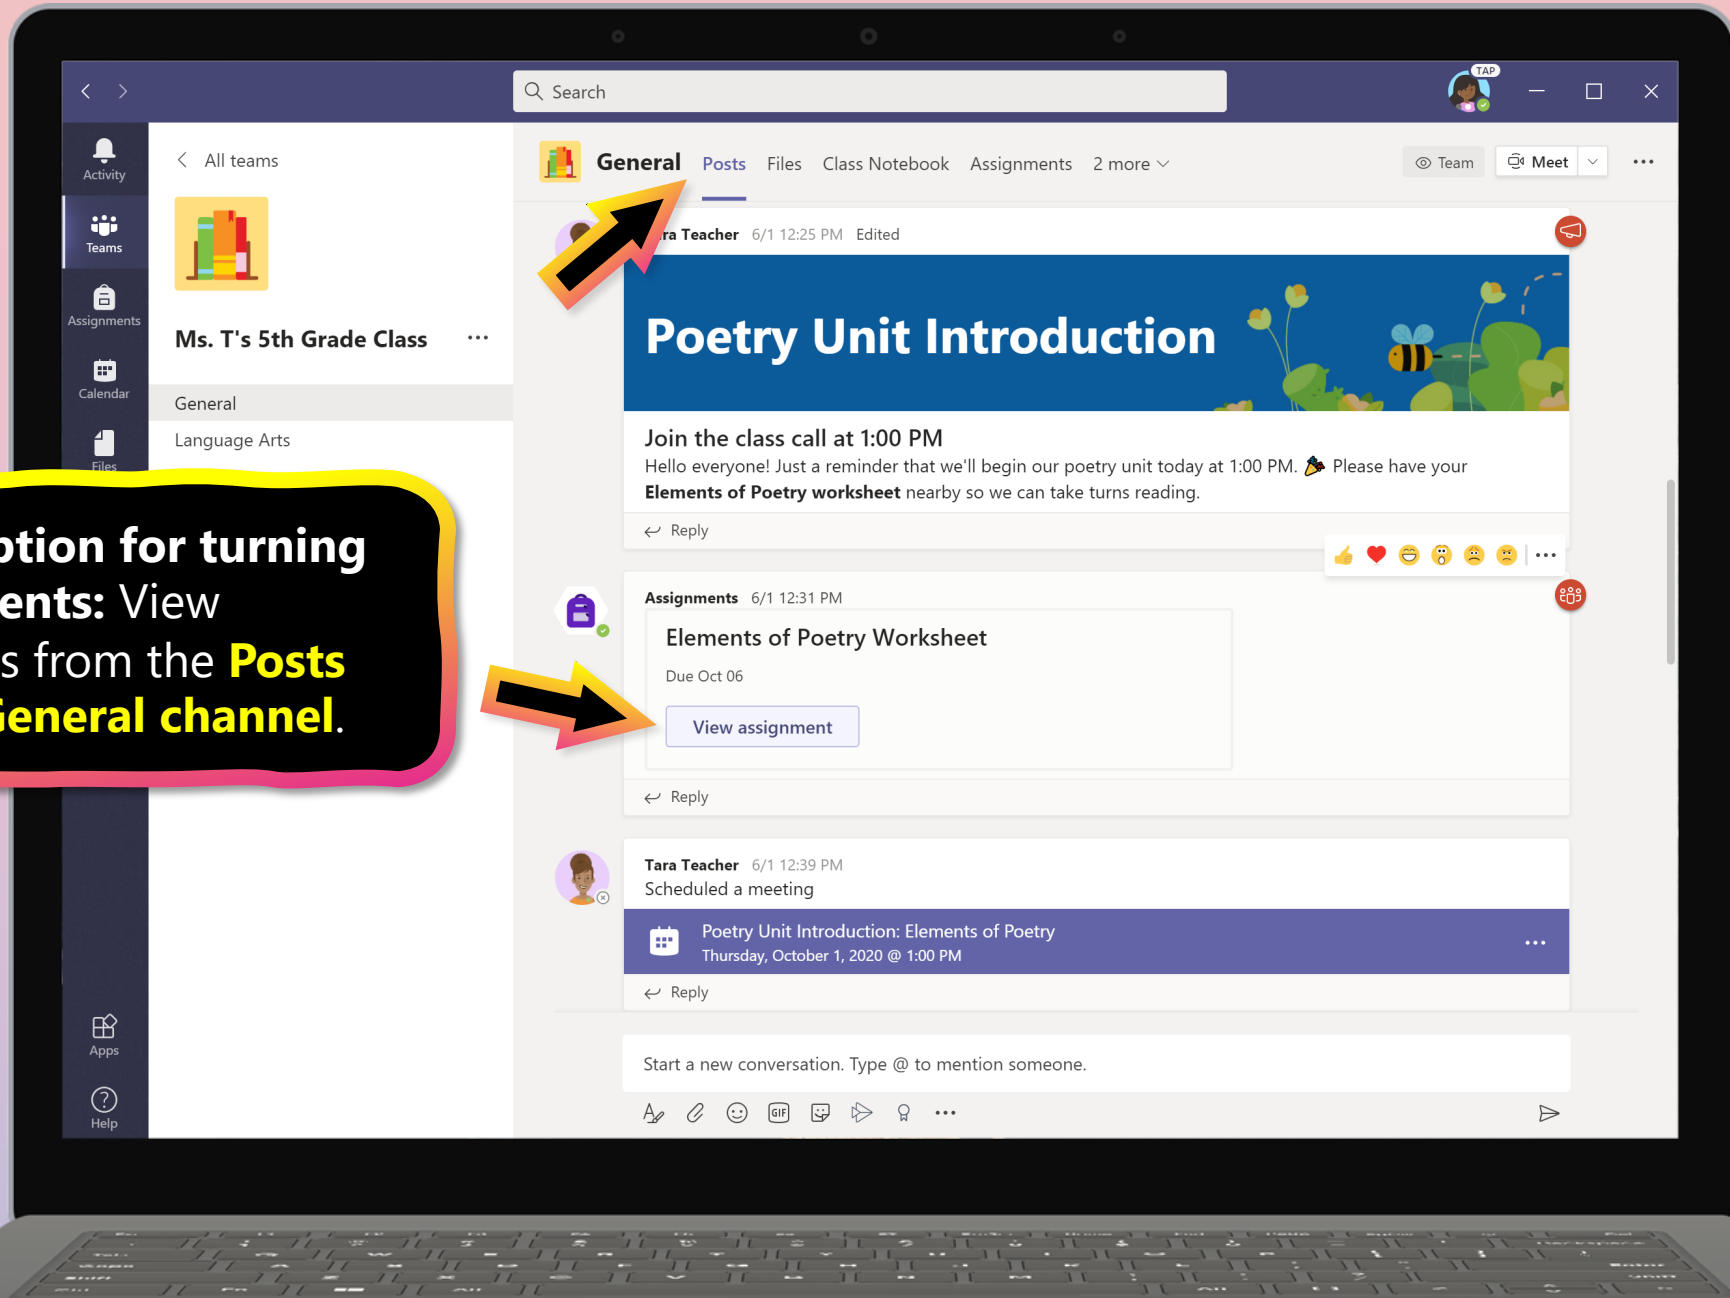 Search
TAP
Activity
Teams
Assignments
Calendar
Files
Apps
Help
All teams
Ms. T's 5th Grade Class
General
Language Arts
for turning
View
from the Posts
General channel.
General Posts Files Class Notebook Assignments 2 more
Team Meet
Teacher 6/1 12:25 PM Edited
Poetry Unit Introduction
Join the class call at 1:00 PM
Hello everyone! Just a reminder that we'll begin our poetry unit today at 1:00 PM. 🎉 Please have your
Elements of Poetry worksheet nearby so we can take turns reading.
Reply
Assignments 6/1 12:31 PM
Elements of Poetry Worksheet
Due Oct 06
View assignment
Reply
Tara Teacher 6/1 12:39 PM
Scheduled a meeting
Poetry Unit Introduction: Elements of Poetry
Thursday, October 1, 2020 @ 1:00 PM
Reply
Start a new conversation. Type @ to mention someone.
GIF